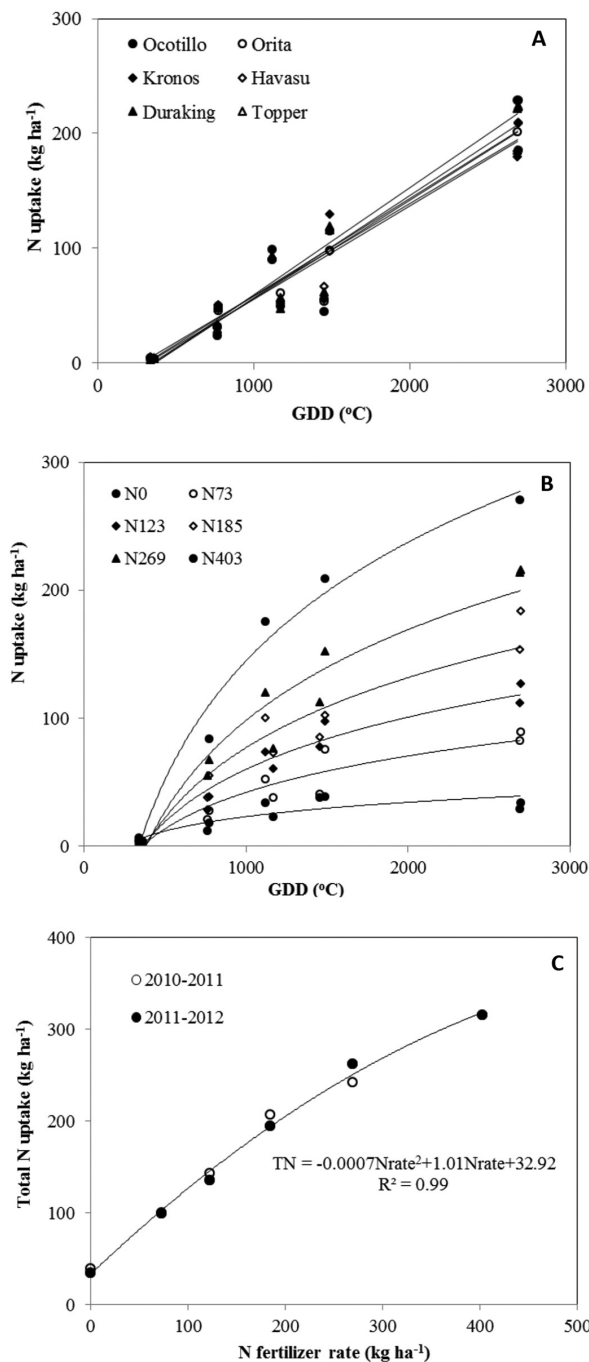 A
300
200
100
0
N uptake (kg ha-1)
Ocotillo Orita
Kronos Havasu
Duraking Topper
0 1000 2000 3000
GDD (oC)
B
300
200
100
0
N uptake (kg ha-1)
N0 N73
N123 N185
N269 N403
0 1000 2000 3000
GDD (oC)
C
400
300
200
100
0
Total N uptake (kg ha-1)
2010-2011
2011-2012
TN = -0.0007Nrate2+1.01Nrate+32.92
R² = 0.99
0 100 200 300 400 500
N fertilizer rate (kg ha-1)